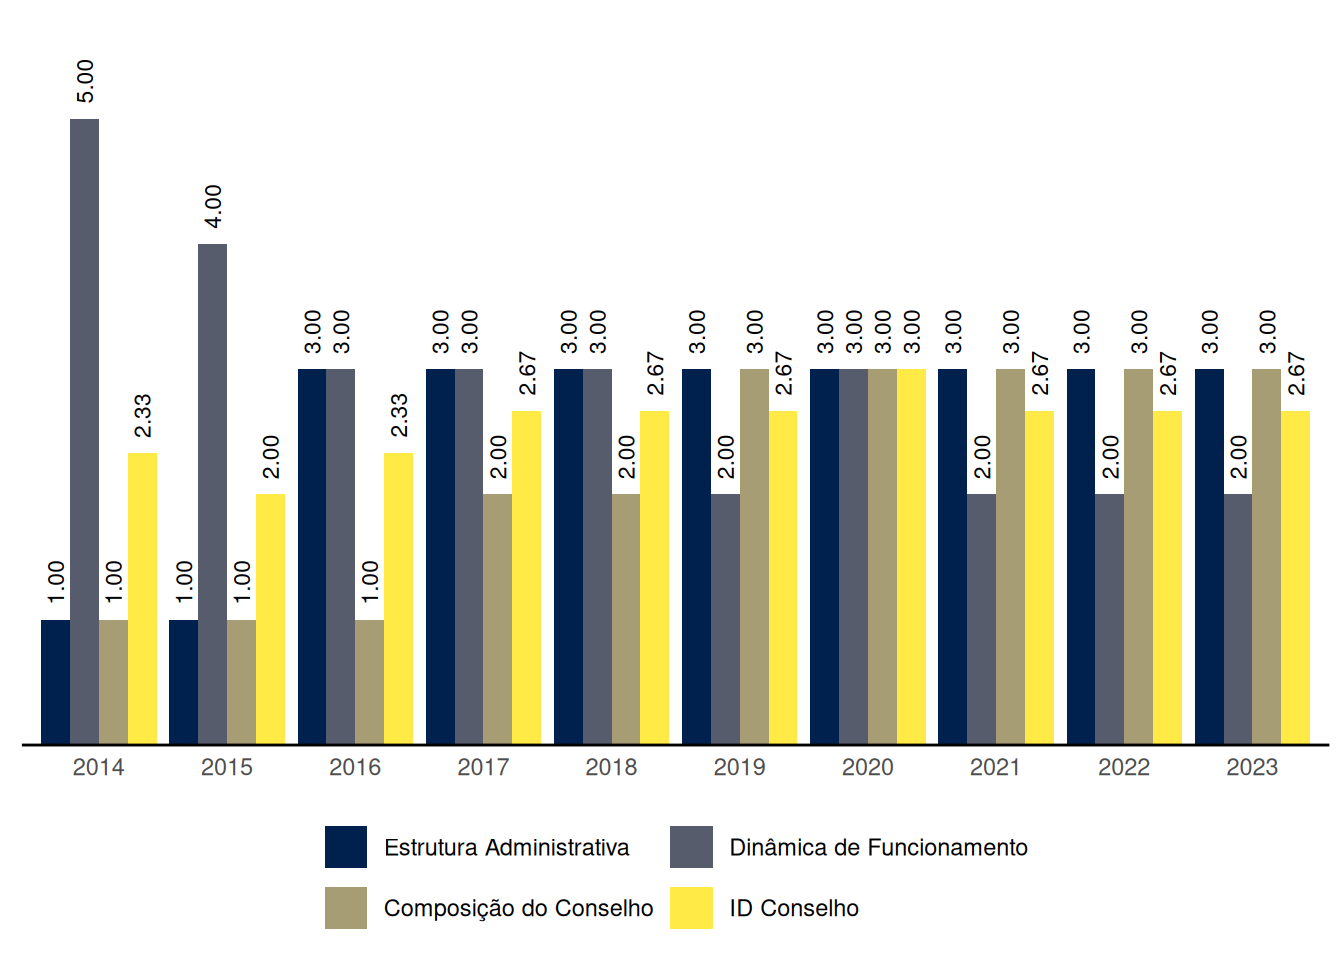 5.00
4.00
3.00 3.00 3.00 3.00 3.00 3.00 3.00 3.00 3.00 3.00 3.00 3.00 3.00 3.00 3.00 3.00 3.00 3.00
2.67 2.67 2.67 2.67 2.67 2.67
2.33 2.33
2.00 2.00 2.00 2.00 2.00 2.00 2.00
1.00 1.00 1.00 1.00 1.00
2014 2015 2016 2017 2018 2019 2020 2021 2022 2023
Estrutura Administrativa Dinâmica de Funcionamento
Composição do Conselho ID Conselho